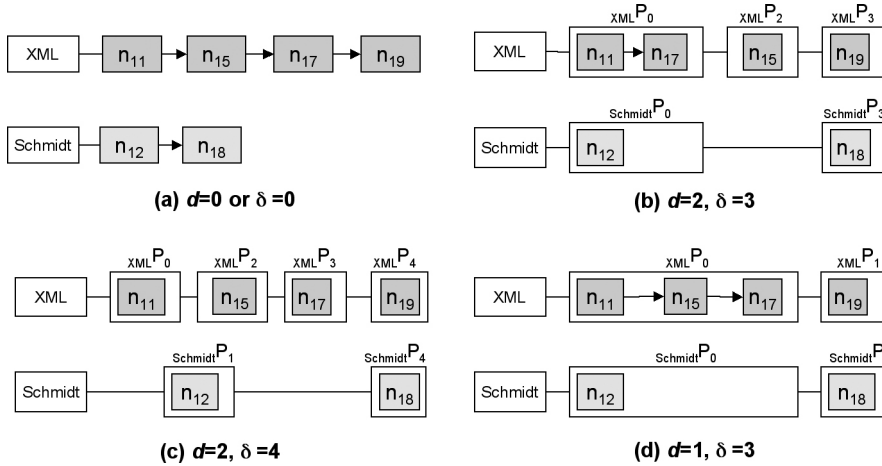 XML n11 n15 n17 n19
Schmidt n12 n18
(a) d=0 or δ =0
XMLP0 XMLP2 XMLP3
XML n11 n17 n15 n19
SchmidtP0 SchmidtP3
Schmidt n12 n18
(b) d=2, δ =3
XMLP0 XMLP2 XMLP3 XMLP4
XML n11 n15 n17 n19
SchmidtP1 SchmidtP4
Schmidt n12 n18
(c) d=2, δ =4
XMLP0 XMLP1
XML n11 n15 n17 n19
SchmidtP0 SchmidtP
Schmidt n12 n18
(d) d=1, δ =3